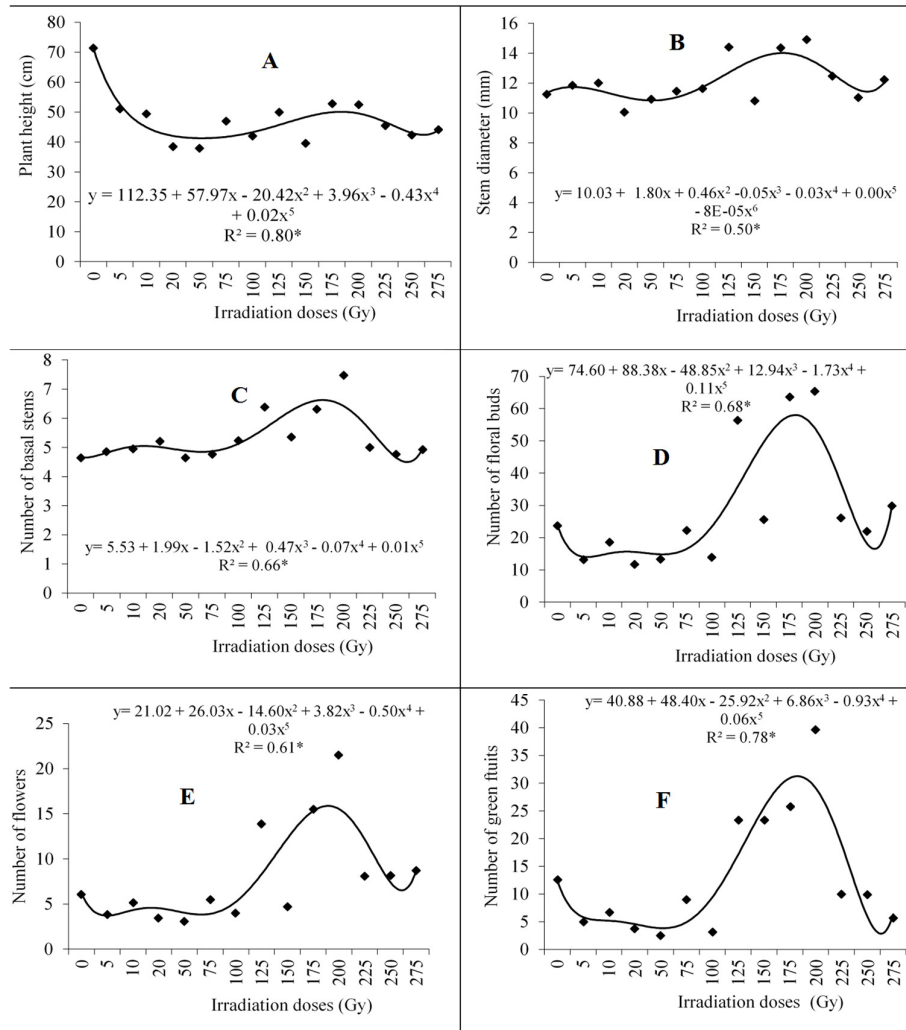 A
Plant height (cm)
80
70
60
50
40
30
20
10
0
y = 112.35 + 57.97x - 20.42x² + 3.96x³ - 0.43x⁴
+ 0.02x⁵
R² = 0.80*
0 5 10 20 50 75 100 125 150 175 200 225 250 275
Irradiation doses (Gy)
B
Stem diameter (mm)
16
14
12
10
8
6
4
2
0
y = 10.03 + 1.80x + 0.46x² -0.05x³ - 0.03x⁴ + 0.00x⁵
- 8E-05x⁶
R² = 0.50*
0 5 10 20 50 75 100 125 150 175 200 225 250 275
Irradiation doses (Gy)
C
Number of basal stems
8
7
6
5
4
3
2
1
0
y= 5.53 + 1.99x - 1.52x² + 0.47x³ - 0.07x⁴ + 0.01x⁵
R² = 0.66*
0 5 10 20 50 75 100 125 150 175 200 225 250 275
Irradiation doses (Gy)
y= 74.60 + 88.38x - 48.85x² + 12.94x³ - 1.73x⁴ +
0.11x⁵
R² = 0.68*
D
Number of floral buds
70
60
50
40
30
20
10
0
0 5 10 20 50 75 100 125 150 175 200 225 250 275
Irradiation doses (Gy)
y= 21.02 + 26.03x - 14.60x² + 3.82x³ - 0.50x⁴ +
0.03x⁵
R² = 0.61*
E
Number of flowers
25
20
15
10
5
0
0 5 10 20 50 75 100 125 150 175 200 225 250 275
Irradiation doses (Gy)
y= 40.88 + 48.40x - 25.92x² + 6.86x³ - 0.93x⁴ +
0.06x⁵
R² = 0.78*
F
Number of green ftuits
45
40
35
30
25
20
15
10
5
0
0 5 10 20 50 75 100 125 150 175 200 225 250 275
Irradiation doses (Gy)